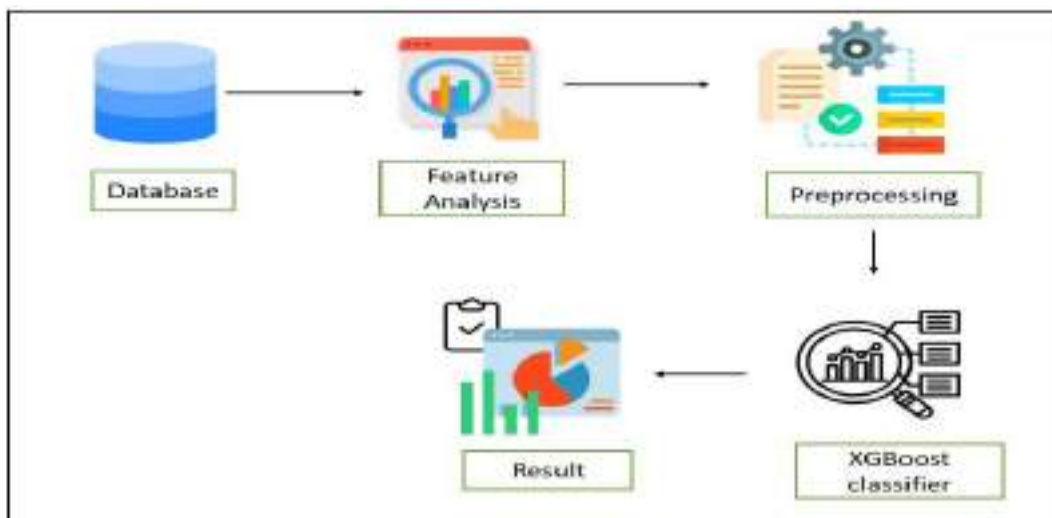 Database
Feature
Analysis
Preprocessing
XGBoost
classifier
Result